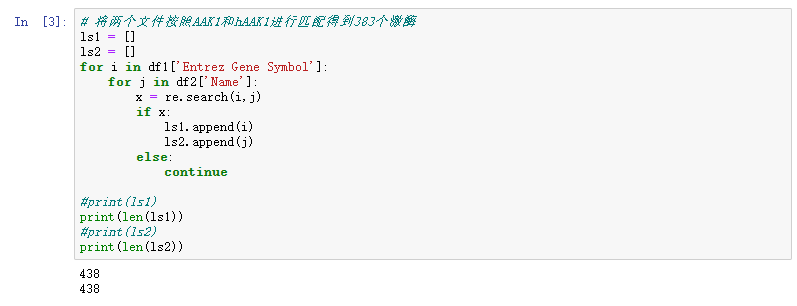 In [3]: # 将两个文件按照AAK1和hAAK1进行匹配得到383个激酶
ls1 = []
ls2 = []
for i in df1['Entrez Gene Symbol']:
    for j in df2['Name']:
        x = re.search(i,j)
        if x:
            ls1.append(i)
            ls2.append(j)
        else:
            continue
#print(ls1)
print(len(ls1))
#print(ls2)
print(len(ls2))
438
438